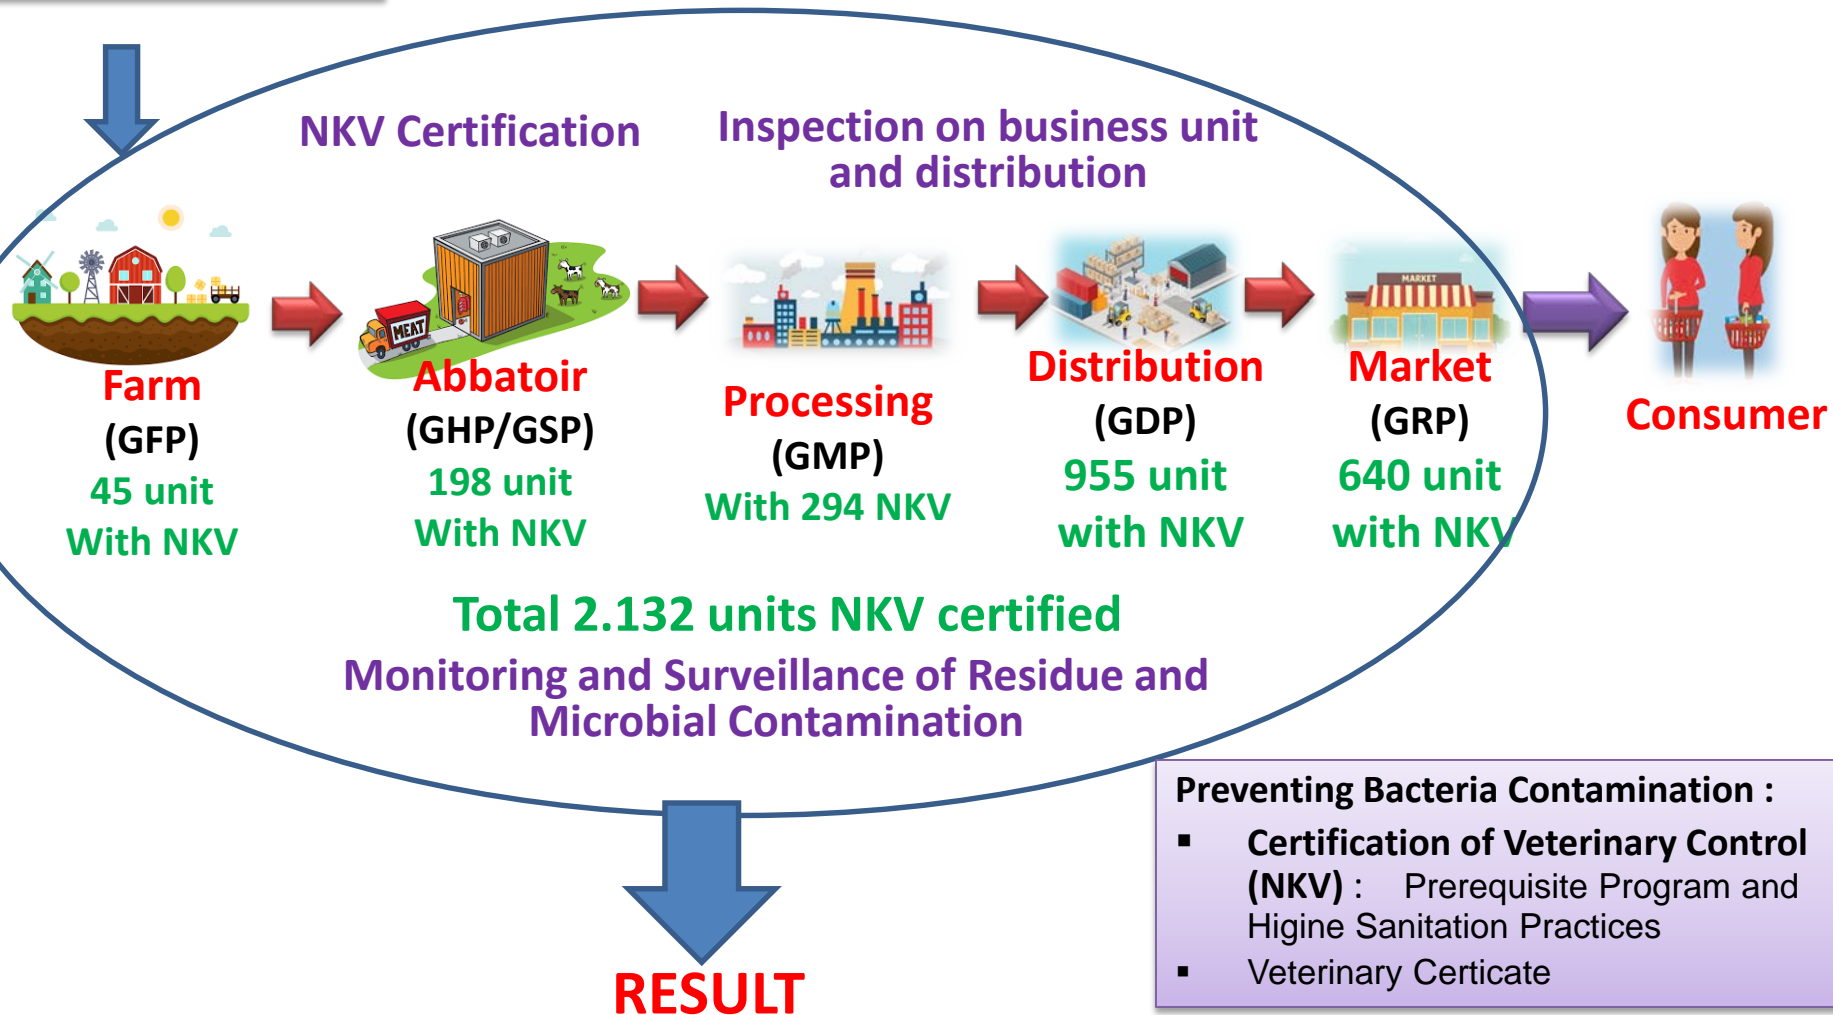 NKV Certification
Inspection on business unit
and distribution
MEAT
MARKET
Farm
(GFP)
45 unit
With NKV
Abbatoir
(GHP/GSP)
198 unit
With NKV
Processing
(GMP)
With 294 NKV
Distribution
(GDP)
955 unit
with NKV
Market
(GRP)
640 unit
with NKV
Consumer
Total 2.132 units NKV certified
Monitoring and Surveillance of Residue and
Microbial Contamination
Preventing Bacteria Contamination :
▪ Certification of Veterinary Control
(NKV) : Prerequisite Program and
Higine Sanitation Practices
▪ Veterinary Certicate
RESULT